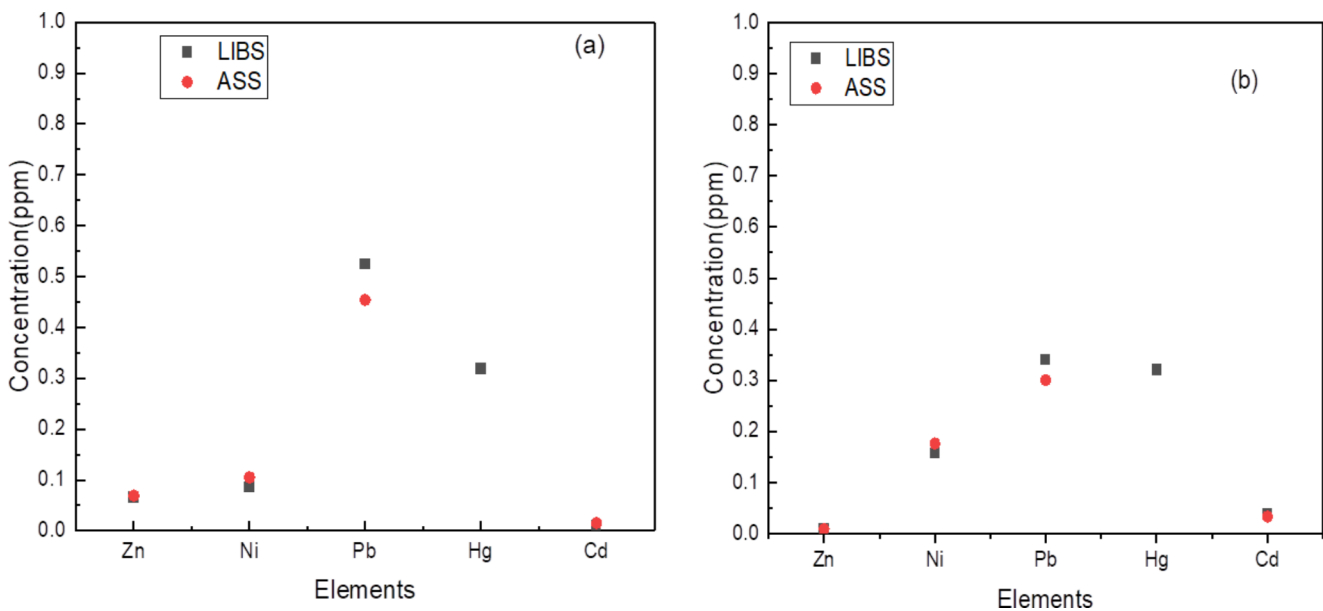 (a)
LIBS
ASS
1.0
0.9
0.8
0.7
0.6
0.5
0.4
0.3
0.2
0.1
0.0
Concentration(ppm)
Zn Ni Pb Hg Cd
Elements
(b)
LIBS
ASS
1.0
0.9
0.8
0.7
0.6
0.5
0.4
0.3
0.2
0.1
0.0
Concentration(ppm)
Zn Ni Pb Hg Cd
Elements